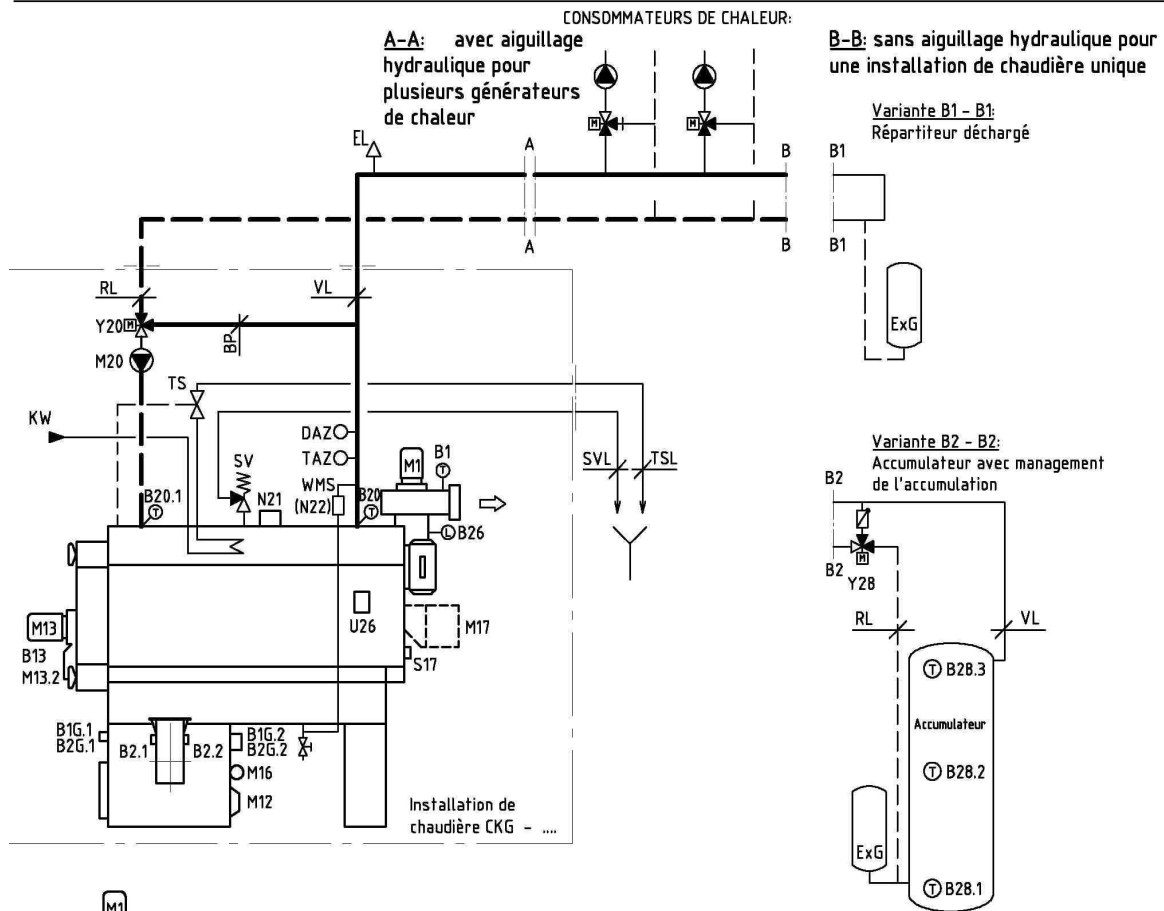 CONSOMMATEURS DE CHALEUR:
A-A: avec aiguillage
hydraulique pour
plusieurs générateurs
de chaleur
B-B: sans aiguillage hydraulique pour
une installation de chaudière unique
Variante B1 - B1:
Répartiteur déchargé
EL
A
A
M
M
B
B
B1
B1
ExG
RL
VL
Y20
M
BP
M20
TS
KW
DAZ
TAZ
SV
N21
WMS
(N22)
B20
T
M1
B1
T
B20.1
T
L
B26
SVL
TSL
Variante B2 - B2:
Accumulateur avec management
de l'accumulation
B2
B2
M
Y28
RL
VL
M13
B13
M13.2
U26
M17
S17
B1G.1
B2G.1
B2.1
B2.2
B1G.2
B2G.2
M16
M12
Installation de
chaudière CKG - ....
T B28.3
Accumulateur
T B28.2
ExG
T B28.1
M1